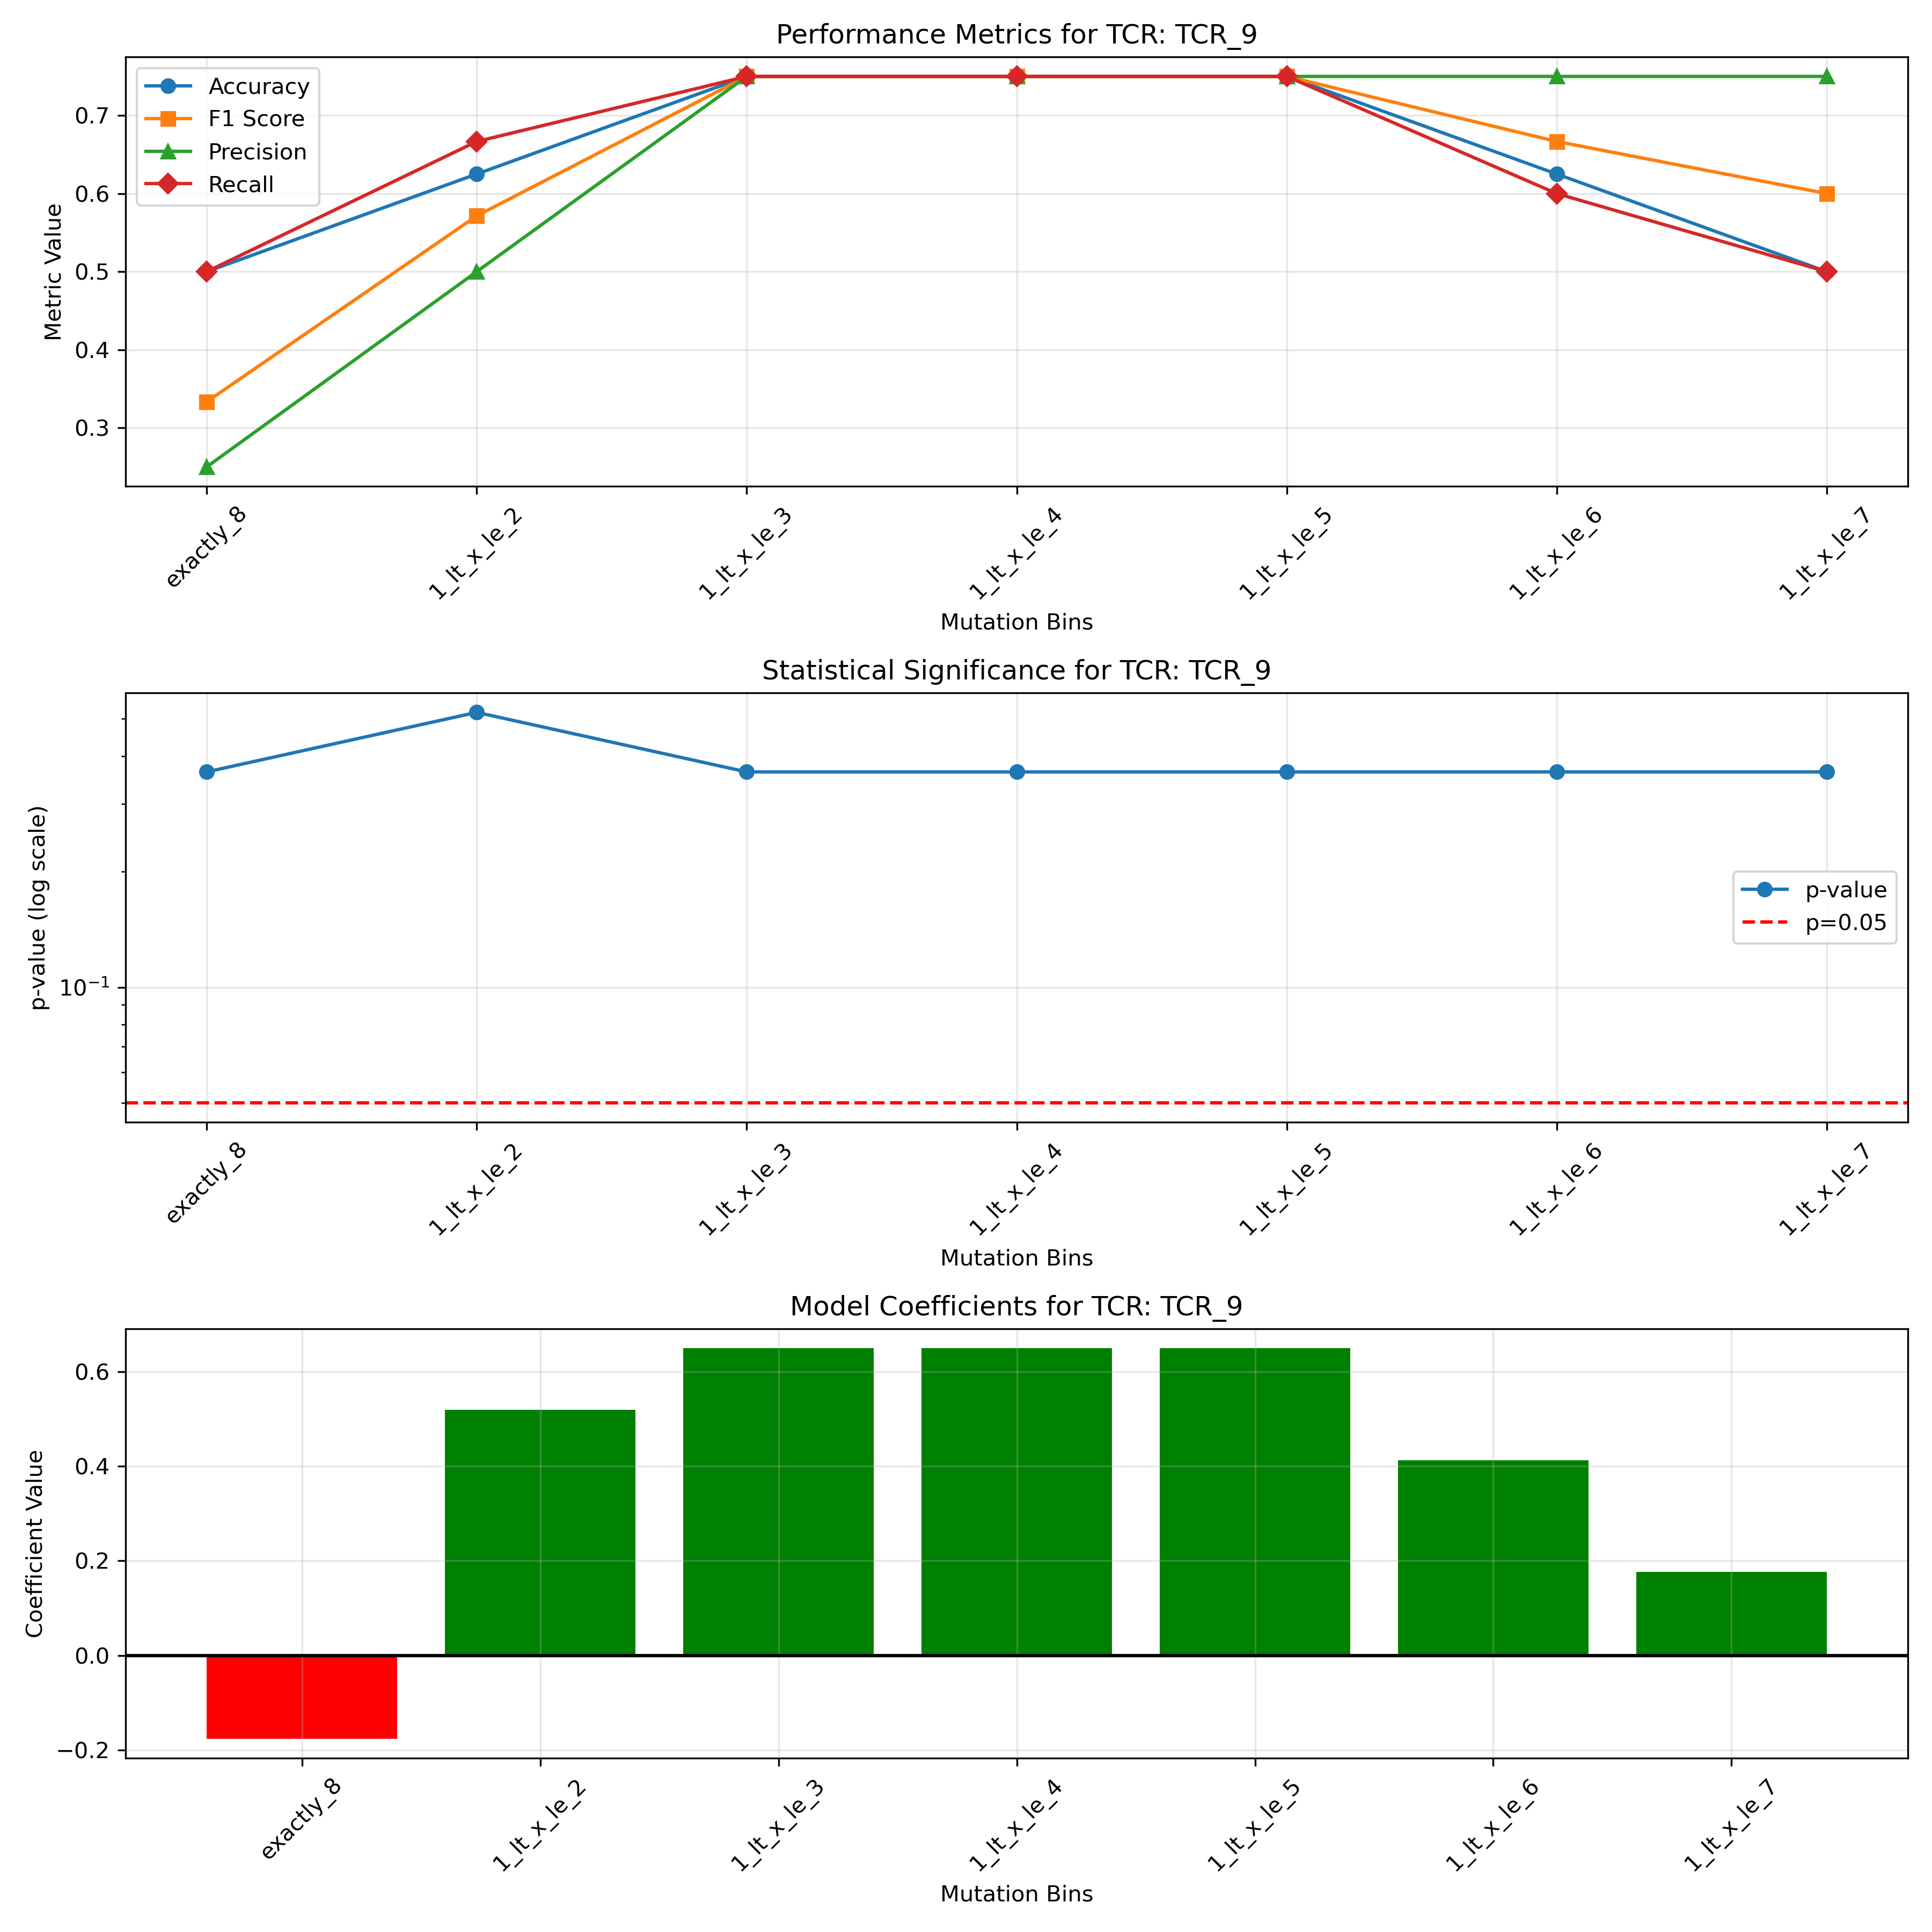 Performance Metrics for TCR: TCR_9
Accuracy
F1 Score
Precision
Recall
Metric Value
0.7
0.6
0.5
0.4
0.3
exactly_8
1_lt_x_le_2
1_lt_x_le_3
1_lt_x_le_4
1_lt_x_le_5
1_lt_x_le_6
1_lt_x_le_7
Mutation Bins
Statistical Significance for TCR: TCR_9
p-value (log scale)
10⁻¹
p-value
p=0.05
exactly_8
1_lt_x_le_2
1_lt_x_le_3
1_lt_x_le_4
1_lt_x_le_5
1_lt_x_le_6
1_lt_x_le_7
Mutation Bins
Model Coefficients for TCR: TCR_9
Coefficient Value
0.6
0.4
0.2
0.0
−0.2
exactly_8
1_lt_x_le_2
1_lt_x_le_3
1_lt_x_le_4
1_lt_x_le_5
1_lt_x_le_6
1_lt_x_le_7
Mutation Bins